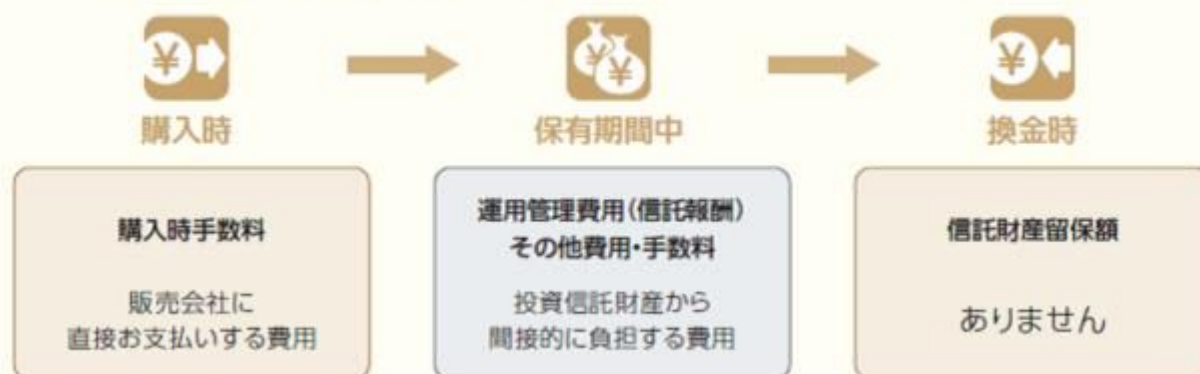 ¥
¥
¥
¥
購入時
保有期間中
換金時
購入時手数料
販売会社に
直接お支払いする費用
運用管理費用(信託報酬)
その他費用・手数料
投資信託財産から
間接的に負担する費用
信託財産留保額
ありません